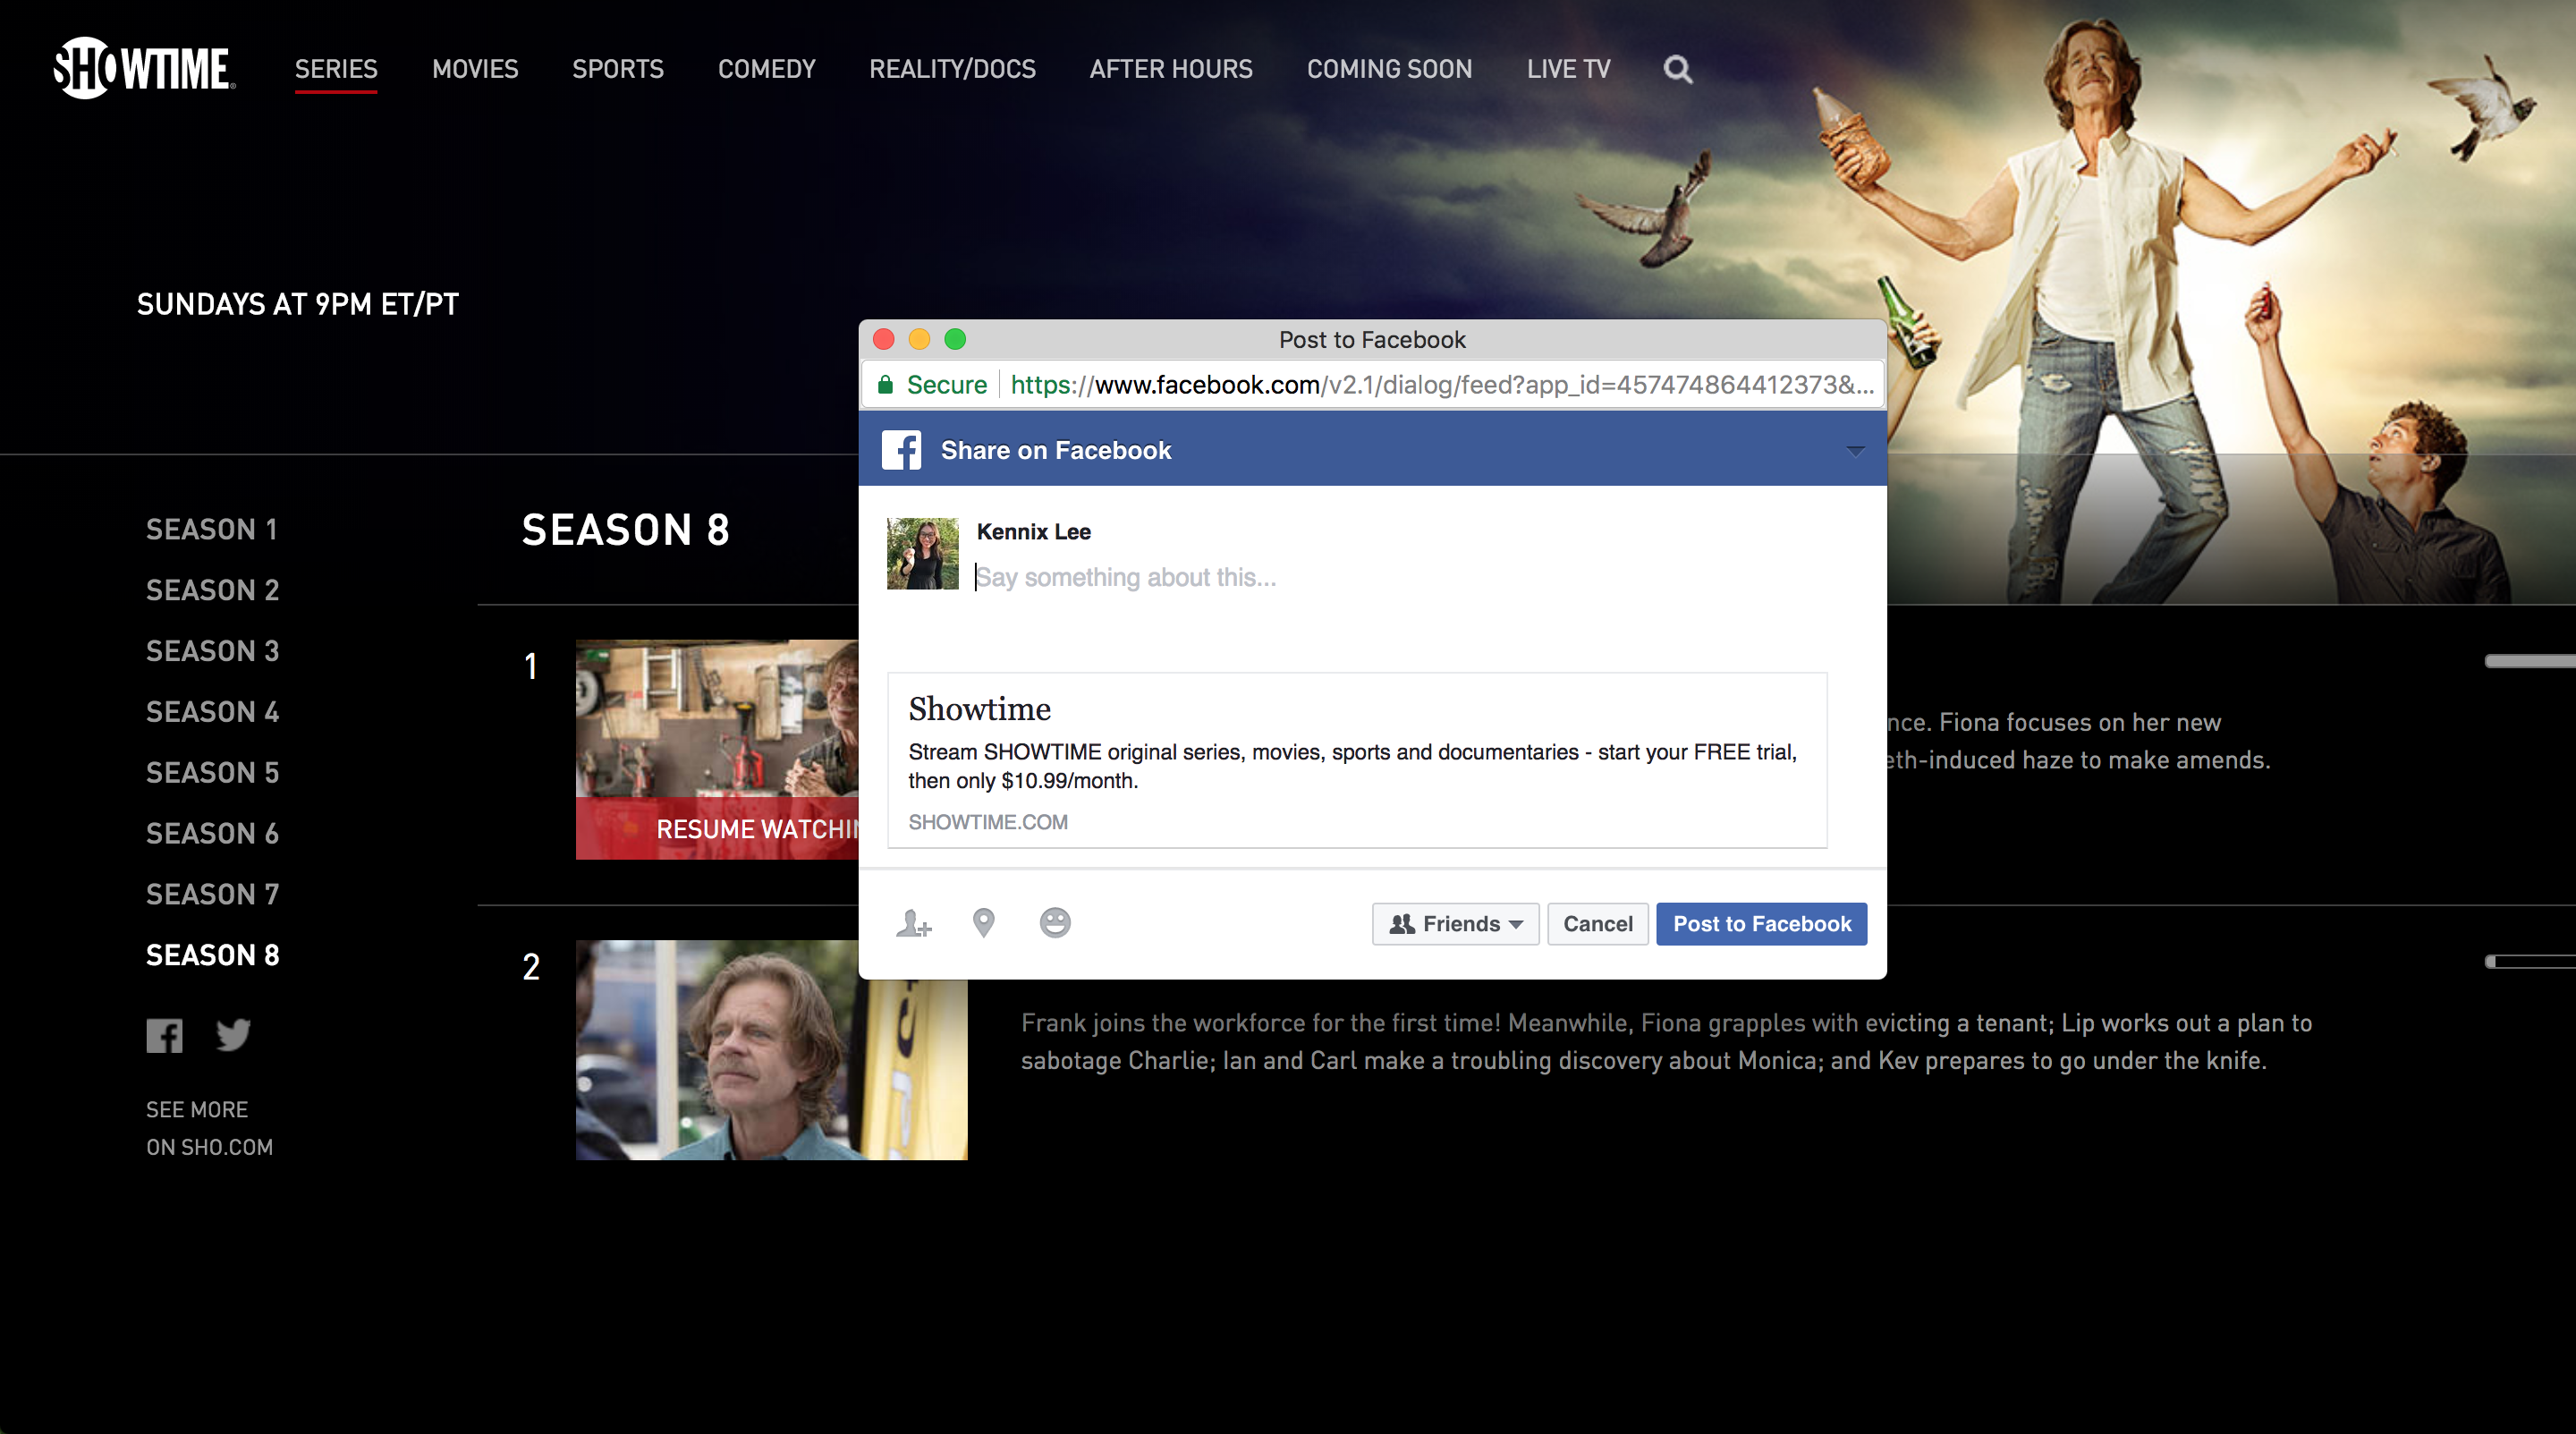 SHOWTIME
SERIES
MOVIES
SPORTS
COMEDY
REALITY/DOCS
AFTER HOURS
COMING SOON
LIVE TV
SUNDAYS AT 9PM ET/PT
SEASON 1
SEASON 2
SEASON 3
SEASON 4
SEASON 5
SEASON 6
SEASON 7
SEASON 8
SEE MORE
ON SHO.COM
SEASON 8
1
RESUME WATCHIN
nce. Fiona focuses on her new
eth-induced haze to make amends.
2
Frank joins the workforce for the first time! Meanwhile, Fiona grapples with evicting a tenant; Lip works out a plan to
sabotage Charlie; Ian and Carl make a troubling discovery about Monica; and Kev prepares to go under the knife.
Post to Facebook
Secure https://www.facebook.com/v2.1/dialog/feed?app_id=457474864412373&...
Share on Facebook
Kennix Lee
Say something about this...
Showtime
Stream SHOWTIME original series, movies, sports and documentaries - start your FREE trial,
then only $10.99/month.
SHOWTIME.COM
Friends
Cancel
Post to Facebook